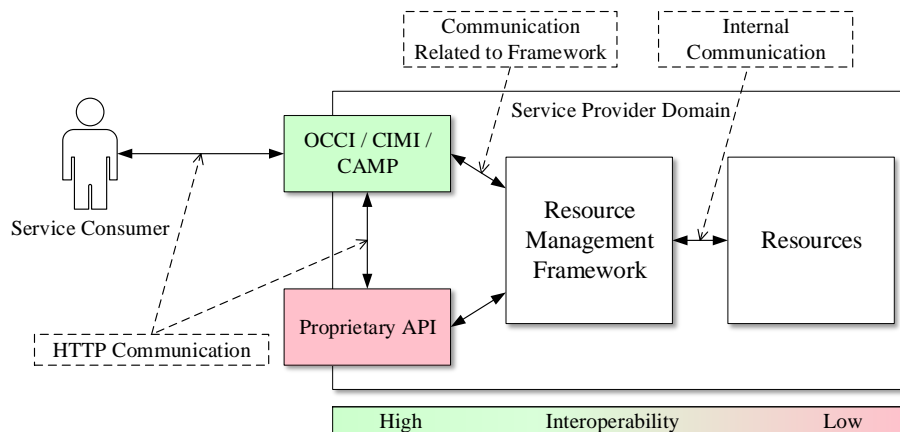 Communication
Related to Framework
Internal
Communication
Service Provider Domain
OCCI / CIMI /
CAMP
Service Consumer
Resource
Management
Framework
Resources
Proprietary API
HTTP Communication
High Interoperability Low